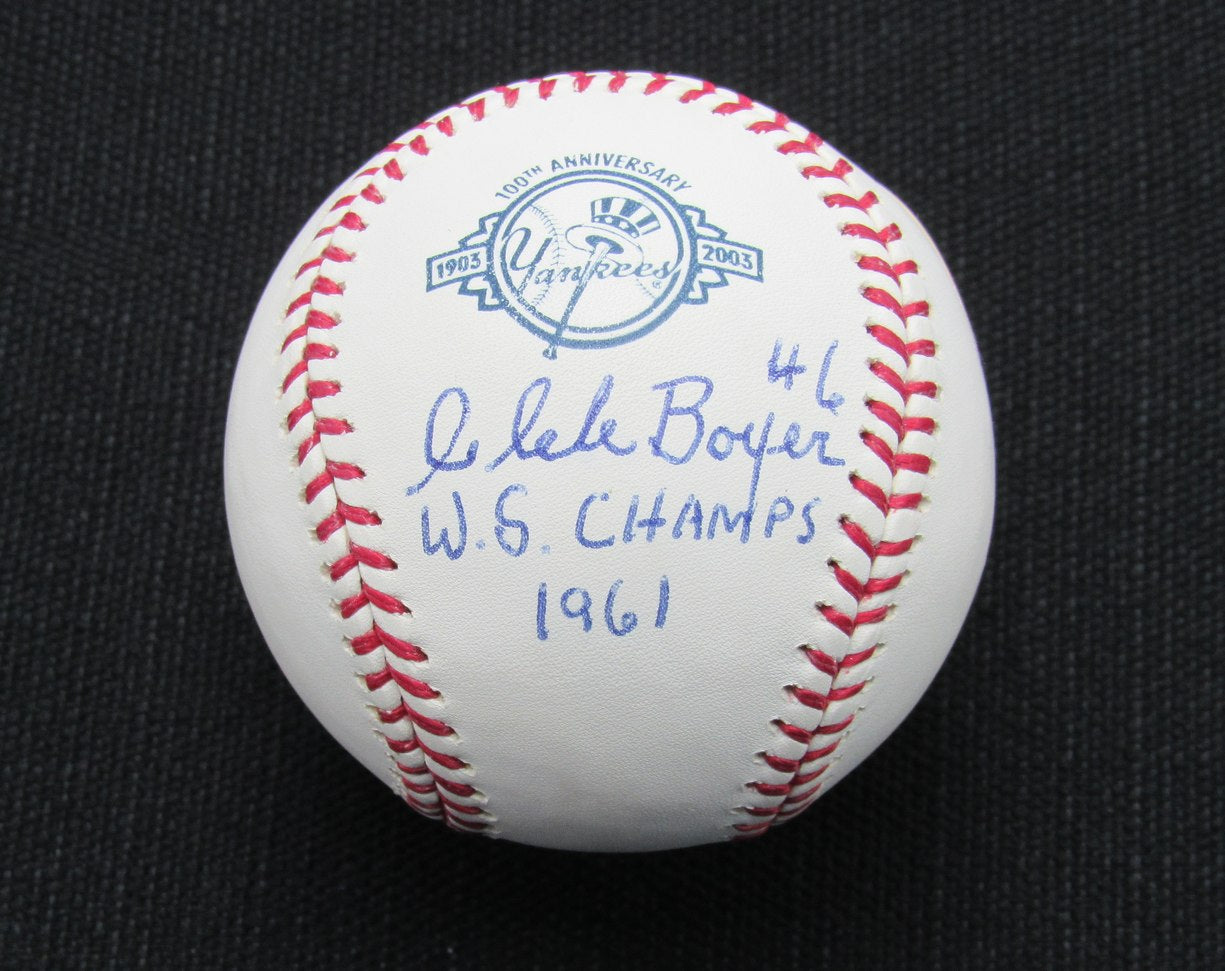 100TH ANNIVERSARY
1903 Yankees 2003
46
Clete Boyer
W.S. CHAMPS
1961